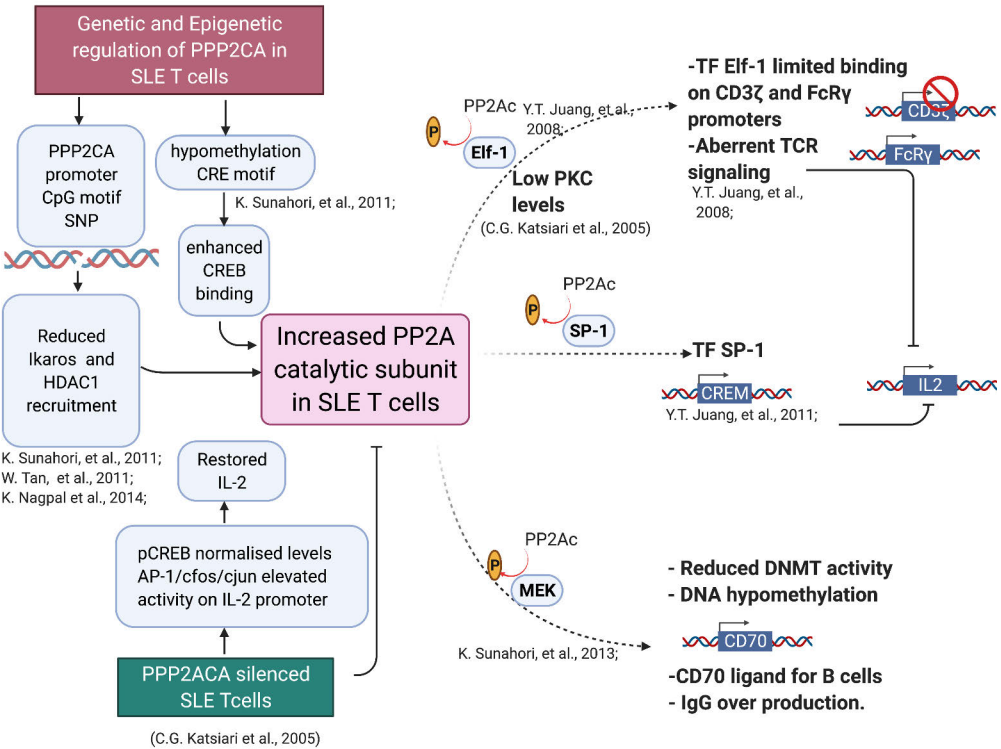 Genetic and Epigenetic
regulation of PPP2CA in
SLE T cells
PPP2CA
promoter
CpG motif
SNP
hypomethylation
CRE motif
K. Sunahori, et al., 2011;
enhanced
CREB
binding
Reduced
Ikaros and
HDAC1
recruitment
K. Sunahori, et al., 2011;
W. Tan, et al., 2011;
K. Nagpal et al., 2014;
Increased PP2A
catalytic subunit
in SLE T cells
Restored
IL-2
pCREB normalised levels
AP-1/cfos/cjun elevated
activity on IL-2 promoter
PPP2ACA silenced
SLE Tcells
(C.G. Katsiari et al., 2005)
PP2Ac
P
Elf-1
Y.T. Juang, et al.,
2008;
Low PKC
levels
(C.G. Katsiari et al., 2005)
-TF Elf-1 limited binding
on CD3ζ and FcRγ
promoters
-Aberrent TCR
signaling
Y.T. Juang, et al.,
2008;
CD3ζ
FcRγ
PP2Ac
P
SP-1
TF SP-1
CREM
Y.T. Juang, et al., 2011;
IL2
PP2Ac
P
MEK
K. Sunahori, et al., 2013;
- Reduced DNMT activity
- DNA hypomethylation
CD70
-CD70 ligand for B cells
- IgG over production.